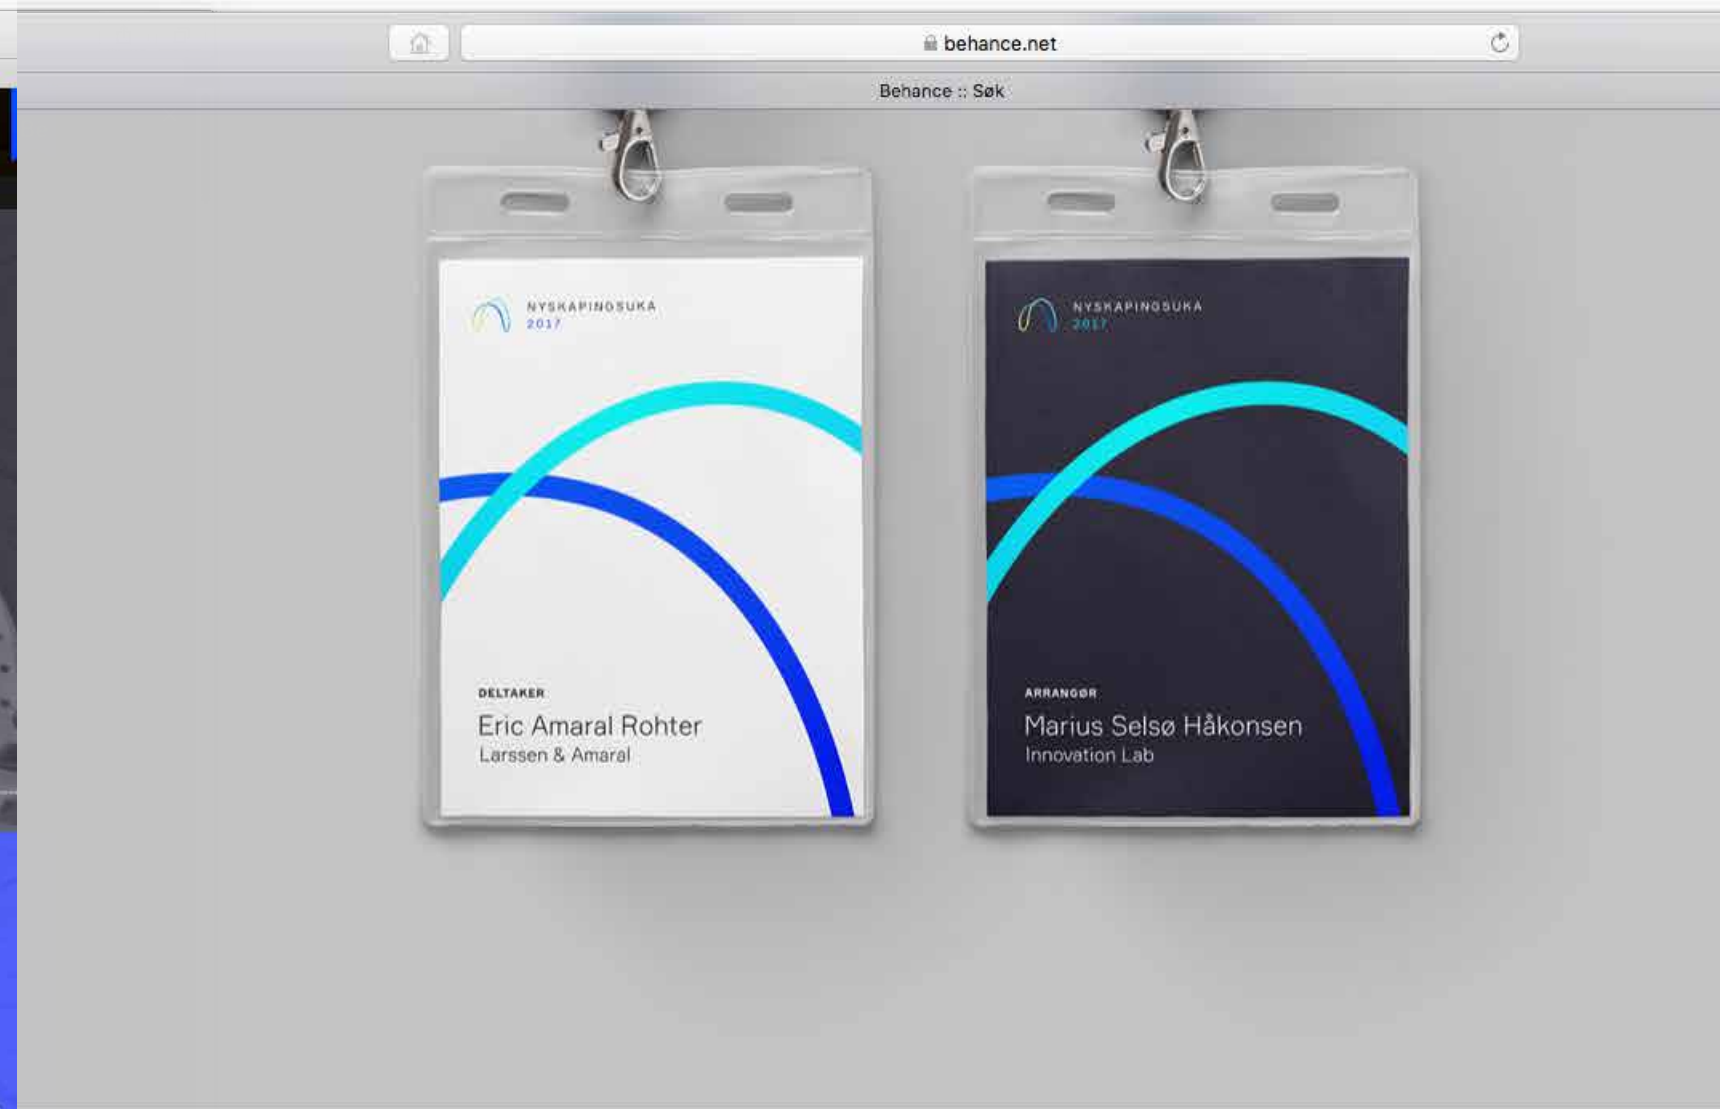 behance.net
Behance :: Søk
NYSKAPINGSUKA
2017
DELTAKER
Eric Amaral Rohter
Larssen & Amaral
NYSKAPINGSUKA
2017
ARRANGØR
Marius Selsø Håkonsen
Innovation Lab